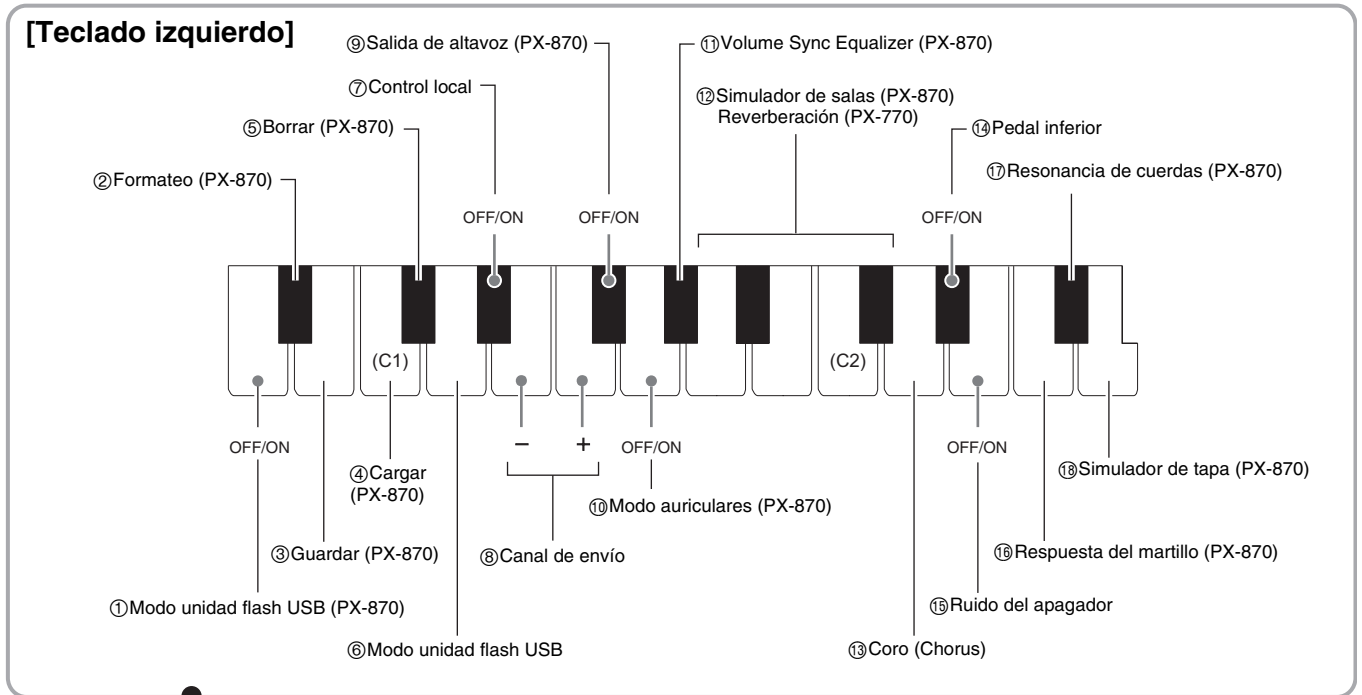 [Teclado izquierdo]
⑨Salida de altavoz (PX-870)
⑪Volume Sync Equalizer (PX-870)
⑦Control local
⑫Simulador de salas (PX-870)
Reverberación (PX-770)
⑤Borrar (PX-870)
⑭Pedal inferior
②Formateo (PX-870)
⑰Resonancia de cuerdas (PX-870)
OFF/ON
OFF/ON
OFF/ON
(C1)
(C2)
OFF/ON
－
＋
OFF/ON
OFF/ON
④Cargar
(PX-870)
⑱Simulador de tapa (PX-870)
⑩Modo auriculares (PX-870)
③Guardar (PX-870)
⑧Canal de envío
⑯Respuesta del martillo (PX-870)
①Modo unidad flash USB (PX-870)
⑮Ruido del apagador
⑥Modo unidad flash USB
⑬Coro (Chorus)